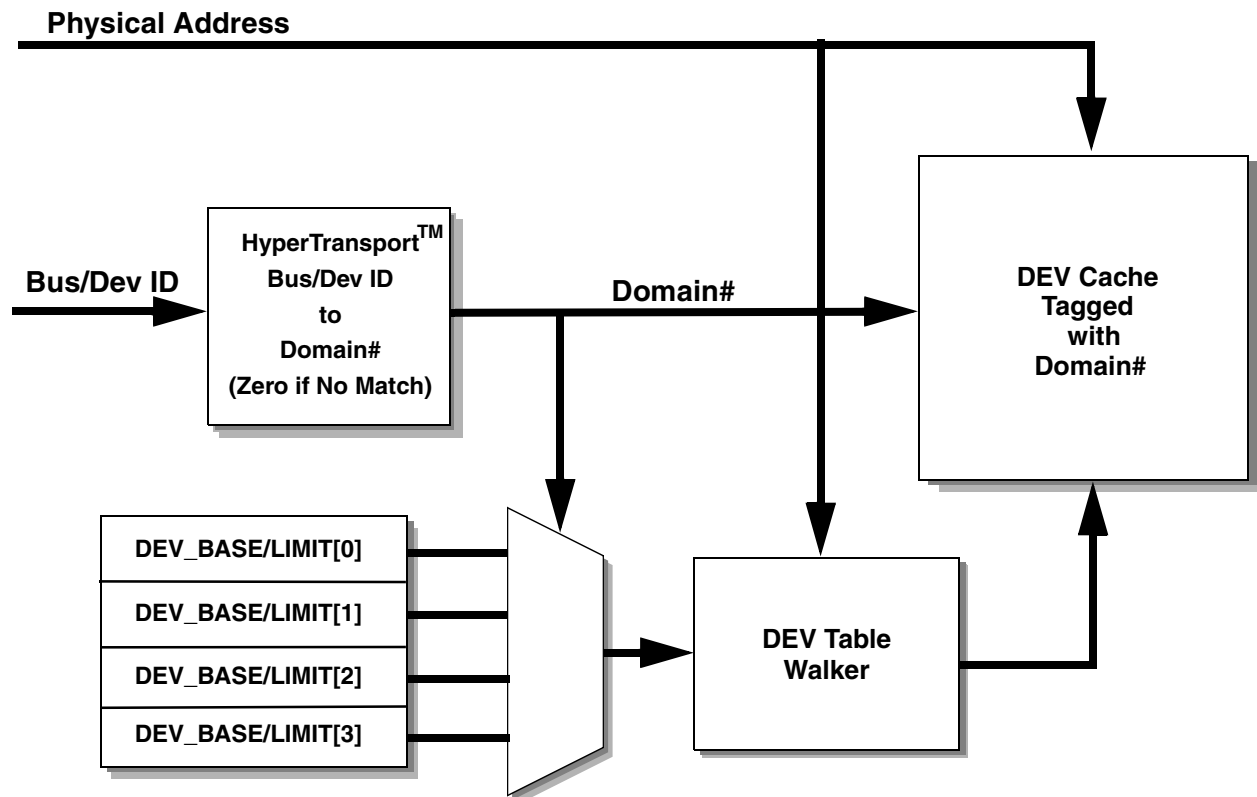 Physical Address
Bus/Dev ID
HyperTransport™
Bus/Dev ID
to
Domain#
(Zero if No Match)
Domain#
DEV Cache
Tagged
with
Domain#
DEV_BASE/LIMIT[0]
DEV_BASE/LIMIT[1]
DEV_BASE/LIMIT[2]
DEV_BASE/LIMIT[3]
DEV Table
Walker